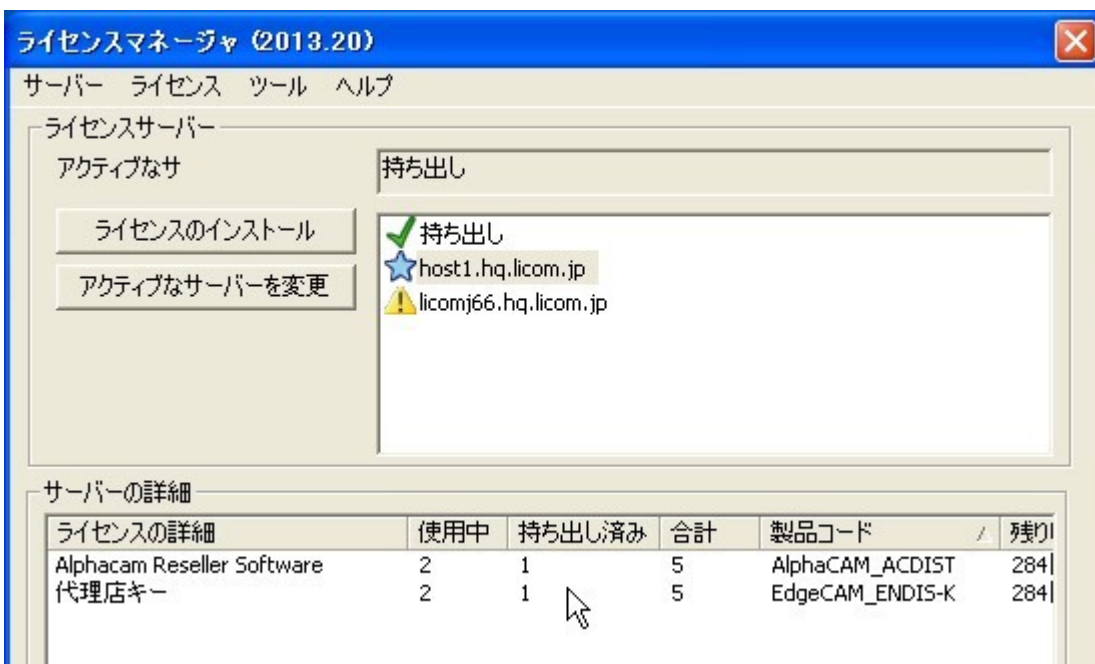 ライセンスマネージャ (2013.20)
サーバー ライセンス ツール ヘルプ
ライセンスサーバー
アクティブなサ 持ち出し
ライセンスのインストール
アクティブなサーバーを変更
持ち出し
host1.hq.licom.jp
licomj66.hq.licom.jp
サーバーの詳細
ライセンスの詳細 使用中 持ち出し済み 合計 製品コード 残り
Alphacam Reseller Software 2 1 5 AlphaCAM_ACDIST 284
代理店キー 2 1 5 EdgeCAM_ENDIS-K 284